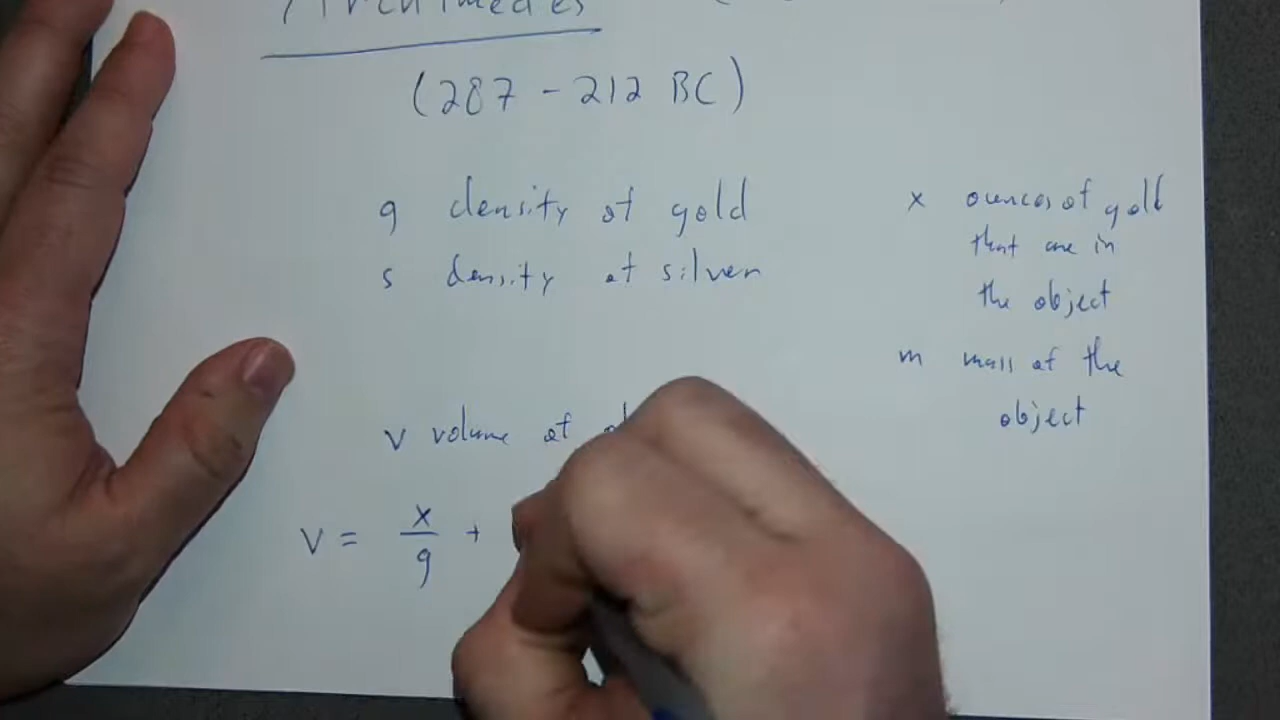 Archimedes
(287 - 212 BC)
g density of gold
s density of silver
v volume of
v = x/g +
x ounces of gold
that are in
the object
m mass of the
object